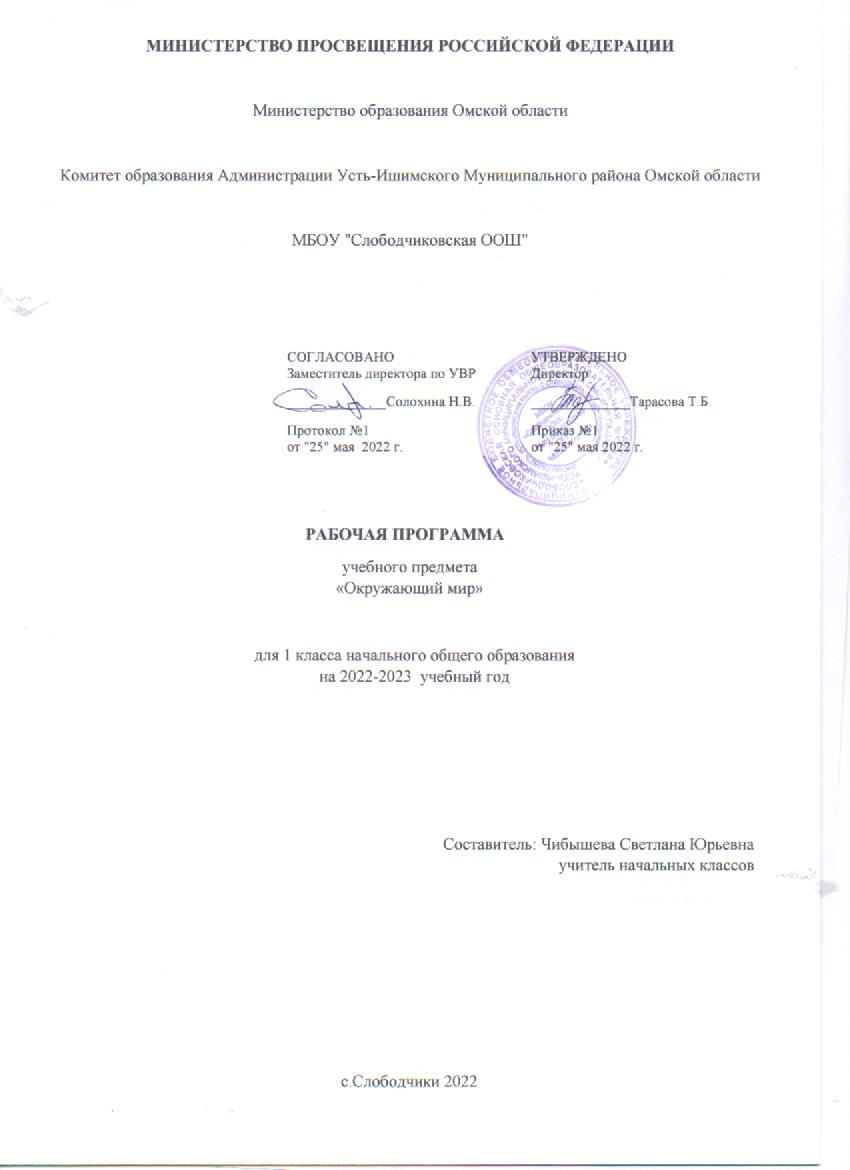 МИНИСТЕРСТВО ПРОСВЕЩЕНИЯ РОССИЙСКОЙ ФЕДЕРАЦИИ
Министерство образования Омской области
Комитет образования Администрации Усть-Ишимского Муниципального района Омской области
МБОУ "Слободчиковская ООШ"
СОГЛАСОВАНО
Заместитель директора по УВР
Солохина Н.В.
Протокол №1
от "25" мая 2022 г.
УТВЕРЖДЕНО
Директор
Тарасова Т.Б.
Приказ №1
от "25" мая 2022 г.
РАБОЧАЯ ПРОГРАММА
учебного предмета
«Окружающий мир»
для 1 класса начального общего образования
на 2022-2023 учебный год
Составитель: Чибышева Светлана Юрьевна
учитель начальных классов
с.Слободчики 2022